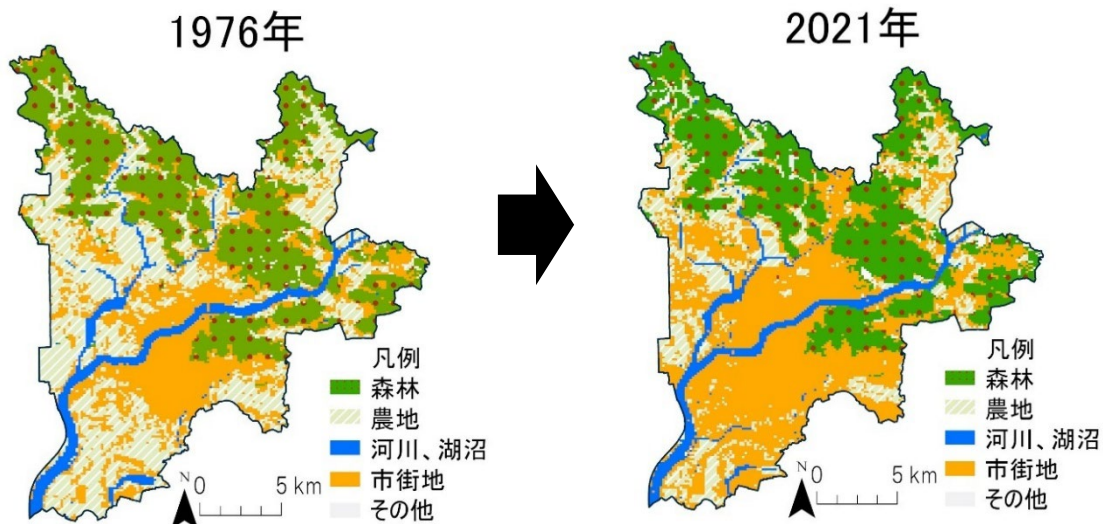 1976年
凡例
森林
農地
河川、湖沼
市街地
その他
N
0 5 km
2021年
凡例
森林
農地
河川、湖沼
市街地
その他
N
0 5 km